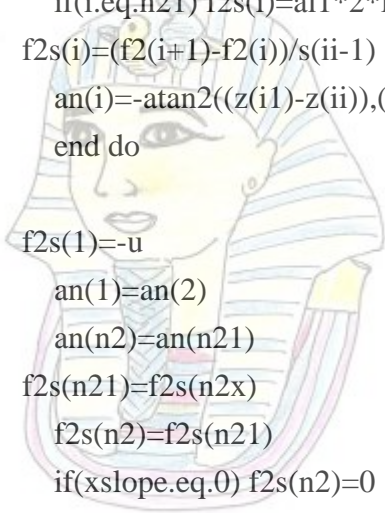 if(i.eq.n21) f2s(i)=af1*2*
f2s(i)=(f2(i+1)-f2(i))/s(ii-1)
an(i)=-atan2((z(i1)-z(ii)),(
end do
f2s(1)=-u
an(1)=an(2)
an(n2)=an(n21)
f2s(n21)=f2s(n2x)
f2s(n2)=f2s(n21)
if(xslope.eq.0) f2s(n2)=0